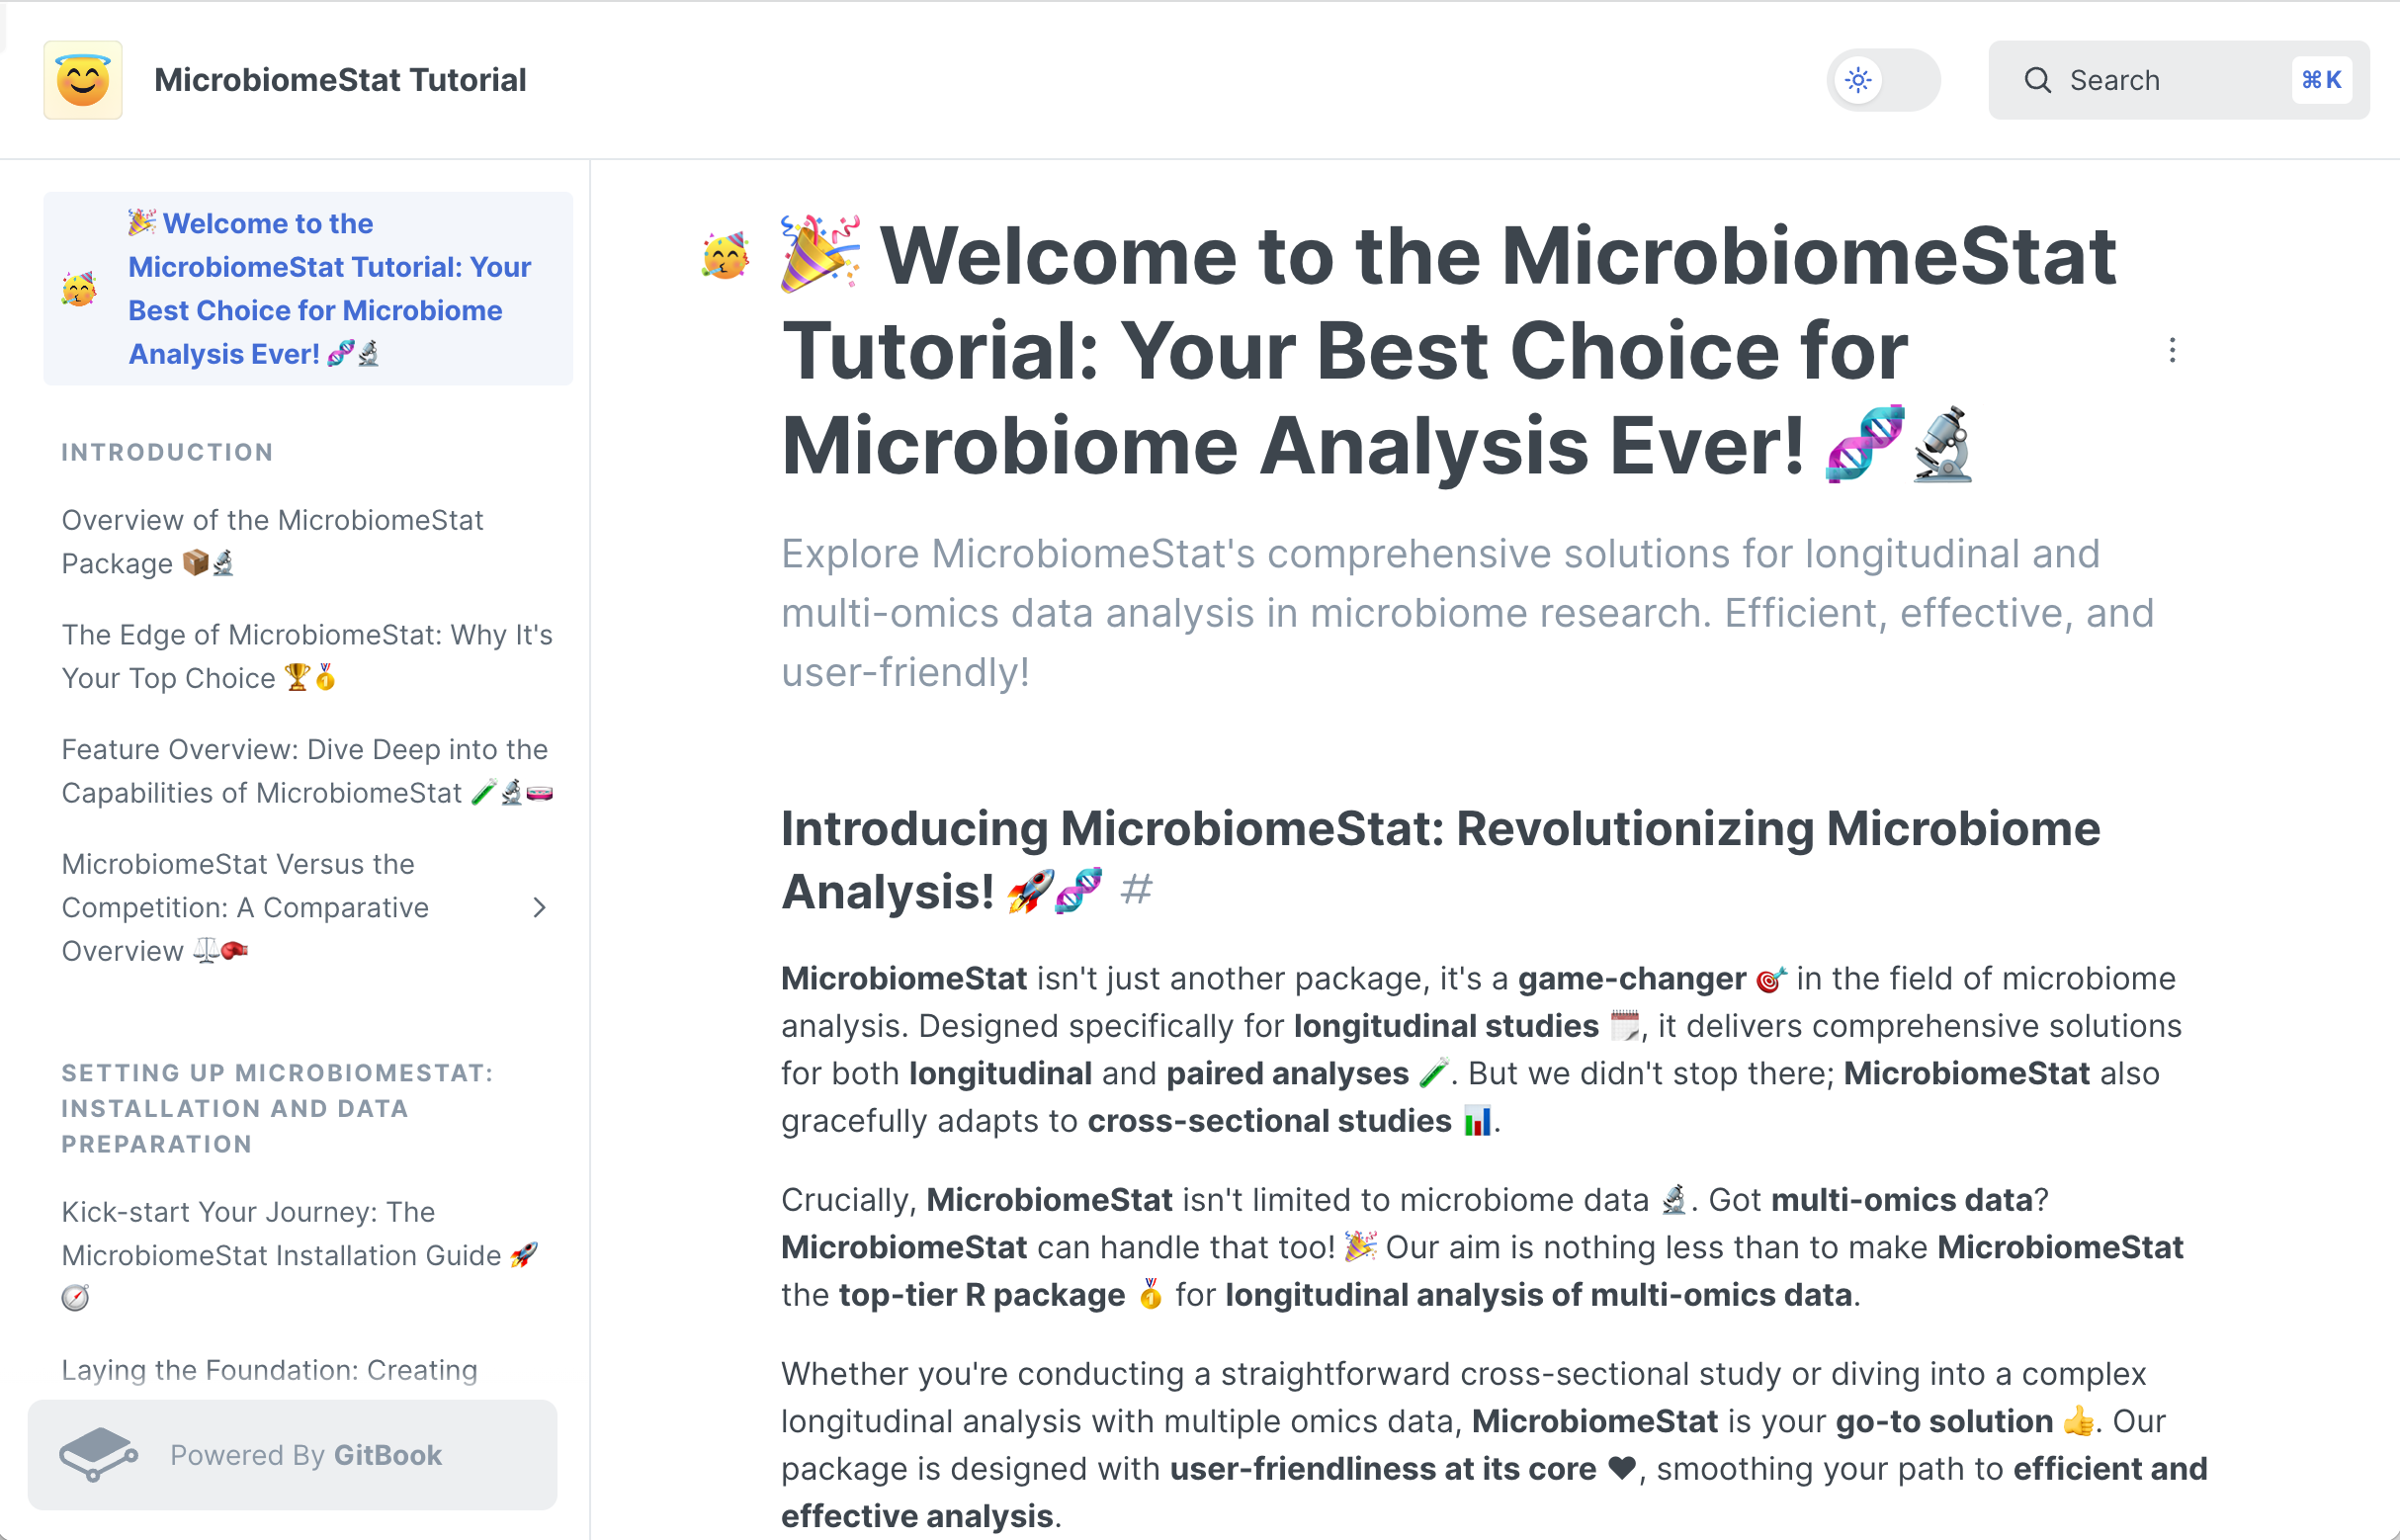 MicrobiomeStat Tutorial
Search
⌘K
🎉 Welcome to the
MicrobiomeStat Tutorial: Your
Best Choice for Microbiome
Analysis Ever! 🧬🔬
INTRODUCTION
Overview of the MicrobiomeStat
Package 📦🔬
The Edge of MicrobiomeStat: Why It's
Your Top Choice 🏆🥇
Feature Overview: Dive Deep into the
Capabilities of MicrobiomeStat 🧪🔬🧫
MicrobiomeStat Versus the
Competition: A Comparative
Overview ⚖️🥊
SETTING UP MICROBIOMESTAT:
INSTALLATION AND DATA
PREPARATION
Kick-start Your Journey: The
MicrobiomeStat Installation Guide 🚀
🧭
Laying the Foundation: Creating
Powered By GitBook
🎉 Welcome to the MicrobiomeStat
Tutorial: Your Best Choice for
Microbiome Analysis Ever! 🧬🔬
Explore MicrobiomeStat's comprehensive solutions for longitudinal and
multi-omics data analysis in microbiome research. Efficient, effective, and
user-friendly!
Introducing MicrobiomeStat: Revolutionizing Microbiome
Analysis! 🚀🧬 #
MicrobiomeStat isn't just another package, it's a game-changer 🎯 in the field of microbiome
analysis. Designed specifically for longitudinal studies 🗓️, it delivers comprehensive solutions
for both longitudinal and paired analyses 🧪. But we didn't stop there; MicrobiomeStat also
gracefully adapts to cross-sectional studies 📊.
Crucially, MicrobiomeStat isn't limited to microbiome data 🔬. Got multi-omics data?
MicrobiomeStat can handle that too! 🎉 Our aim is nothing less than to make MicrobiomeStat
the top-tier R package 🥇 for longitudinal analysis of multi-omics data.
Whether you're conducting a straightforward cross-sectional study or diving into a complex
longitudinal analysis with multiple omics data, MicrobiomeStat is your go-to solution 👍. Our
package is designed with user-friendliness at its core ♥, smoothing your path to efficient and
effective analysis.